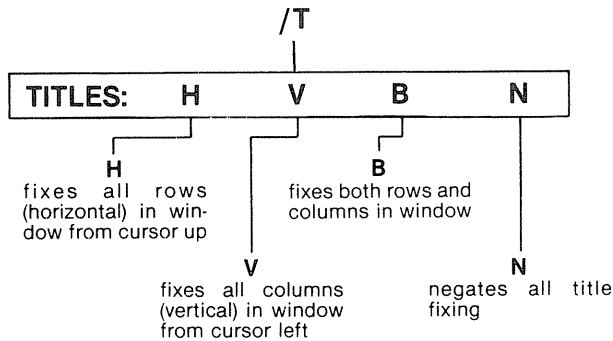 /T
TITLES: H V B N
H
fixes all rows
(horizontal) in win-
dow from cursor up
B
fixes both rows and
columns in window
V
fixes all columns
(vertical) in window
from cursor left
N
negates all title
fixing